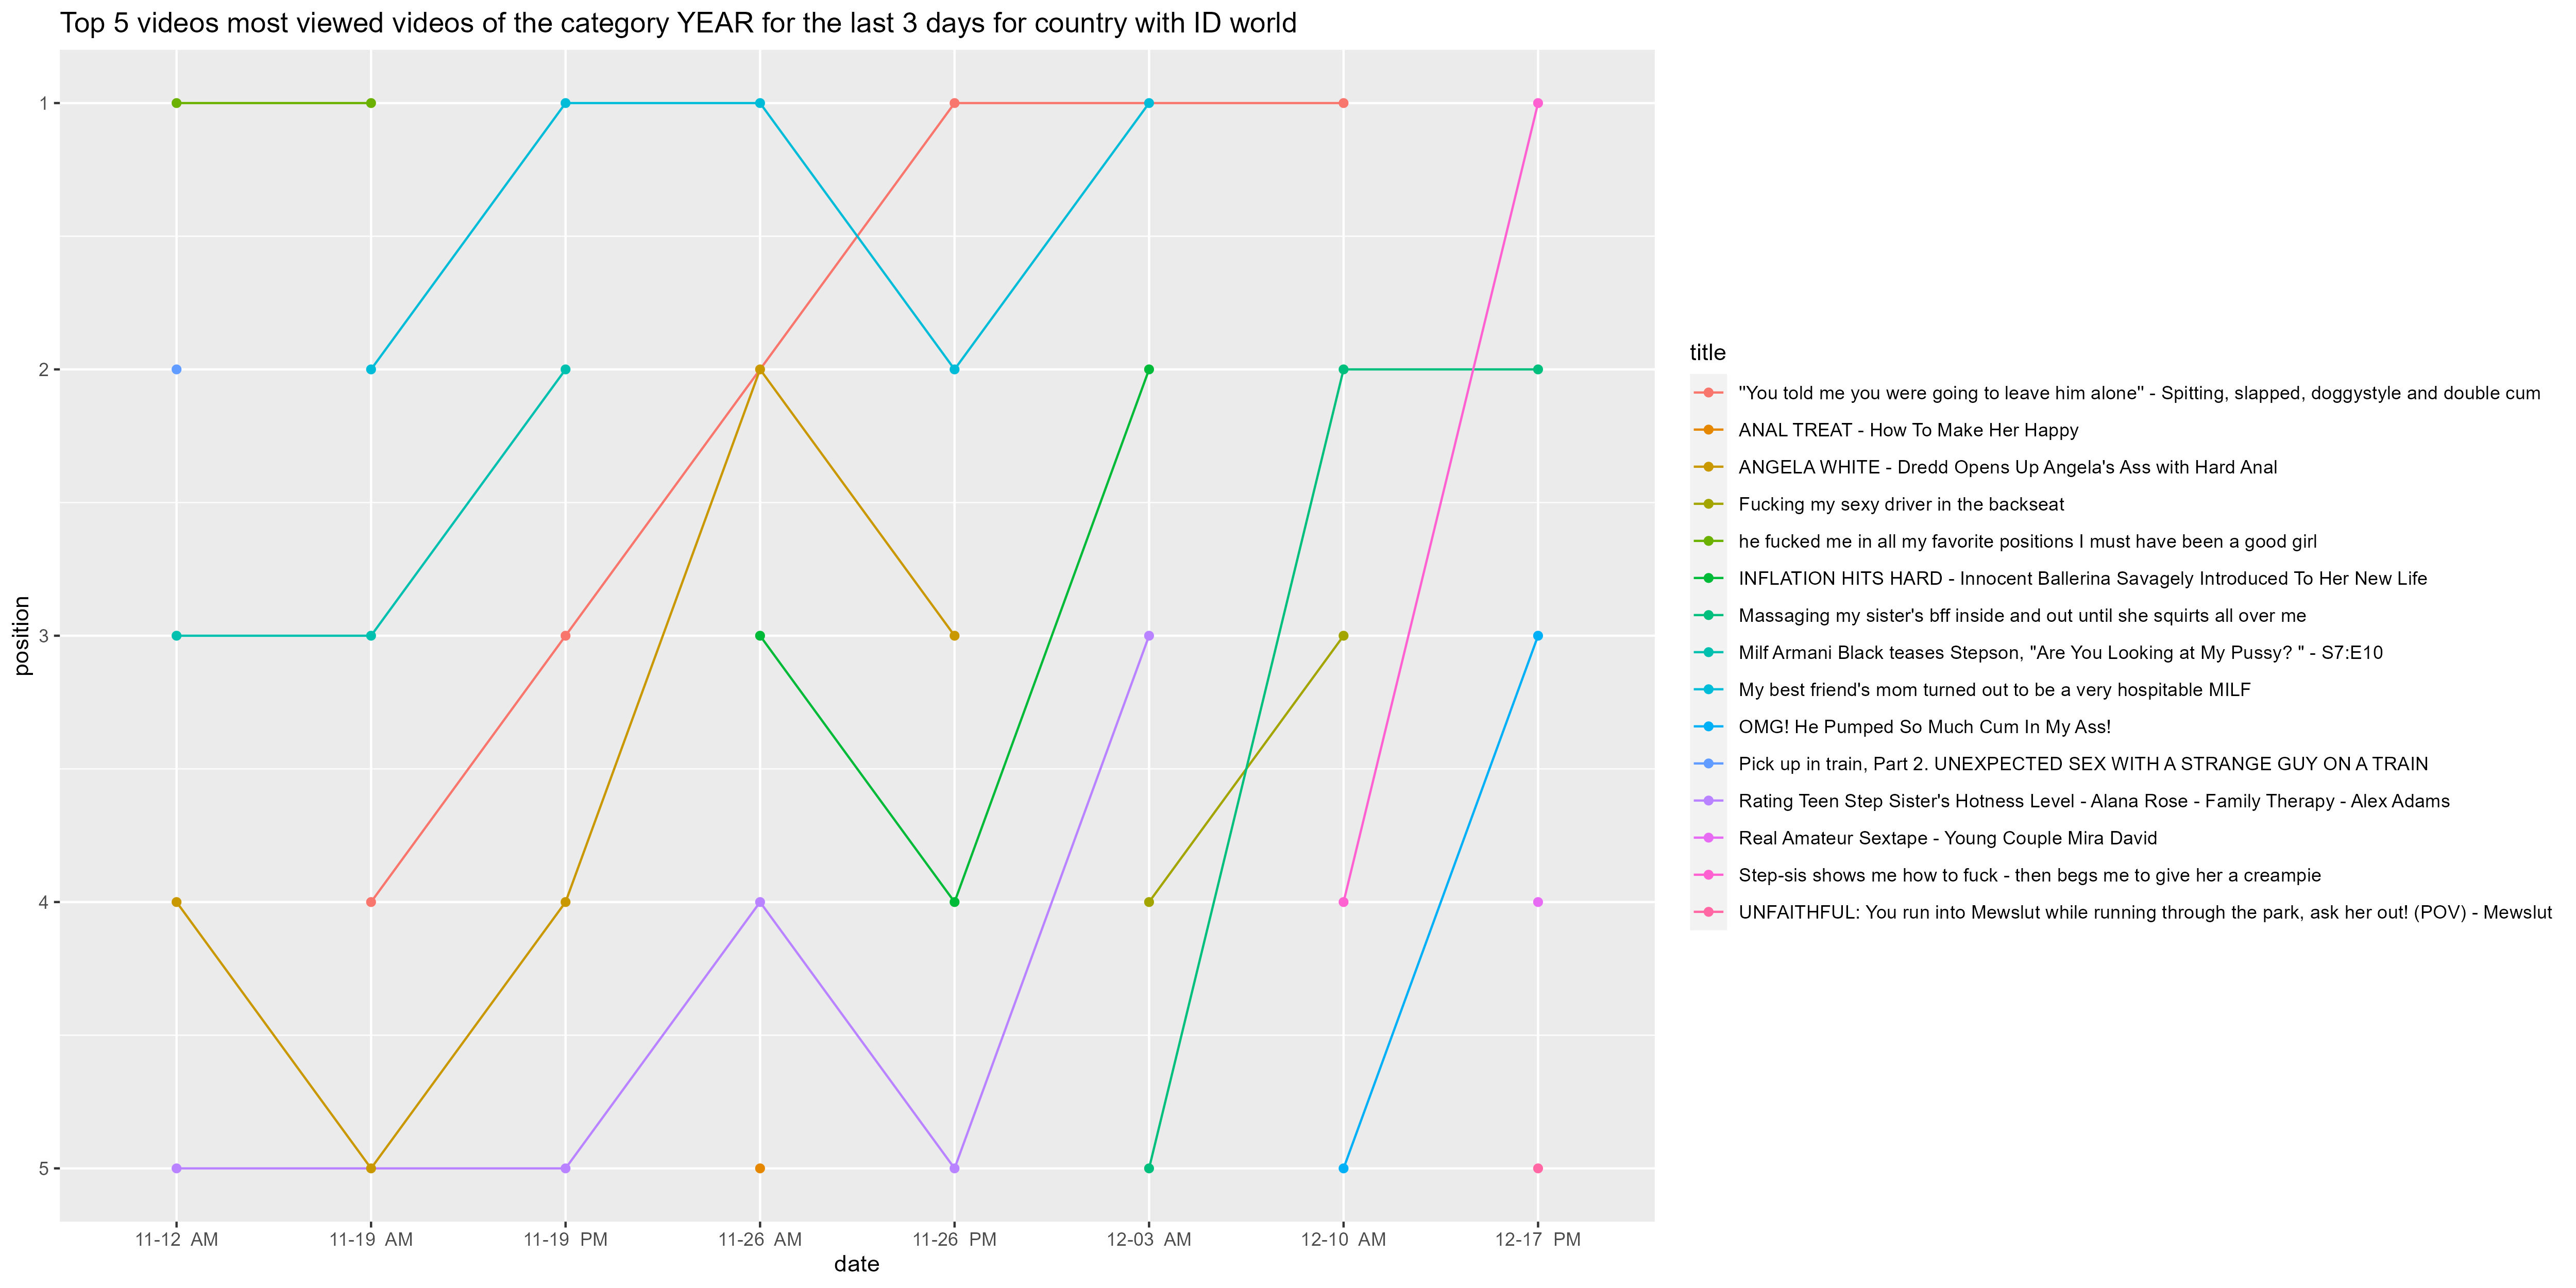 Top 5 videos most viewed videos of the category YEAR for the last 3 days for country with ID world
position
1
2
3
4
5
11-12 AM
11-19 AM
11-19 PM
11-26 AM
11-26 PM
12-03 AM
12-10 AM
12-17 PM
date
title
"You told me you were going to leave him alone" - Spitting, slapped, doggystyle and double cum
ANAL TREAT - How To Make Her Happy
ANGELA WHITE - Dredd Opens Up Angela's Ass with Hard Anal
Fucking my sexy driver in the backseat
he fucked me in all my favorite positions I must have been a good girl
INFLATION HITS HARD - Innocent Ballerina Savagely Introduced To Her New Life
Massaging my sister's bff inside and out until she squirts all over me
Milf Armani Black teases Stepson, "Are You Looking at My Pussy? " - S7:E10
My best friend's mom turned out to be a very hospitable MILF
OMG! He Pumped So Much Cum In My Ass!
Pick up in train, Part 2. UNEXPECTED SEX WITH A STRANGE GUY ON A TRAIN
Rating Teen Step Sister's Hotness Level - Alana Rose - Family Therapy - Alex Adams
Real Amateur Sextape - Young Couple Mira David
Step-sis shows me how to fuck - then begs me to give her a creampie
UNFAITHFUL: You run into Mewslut while running through the park, ask her out! (POV) - Mewslut